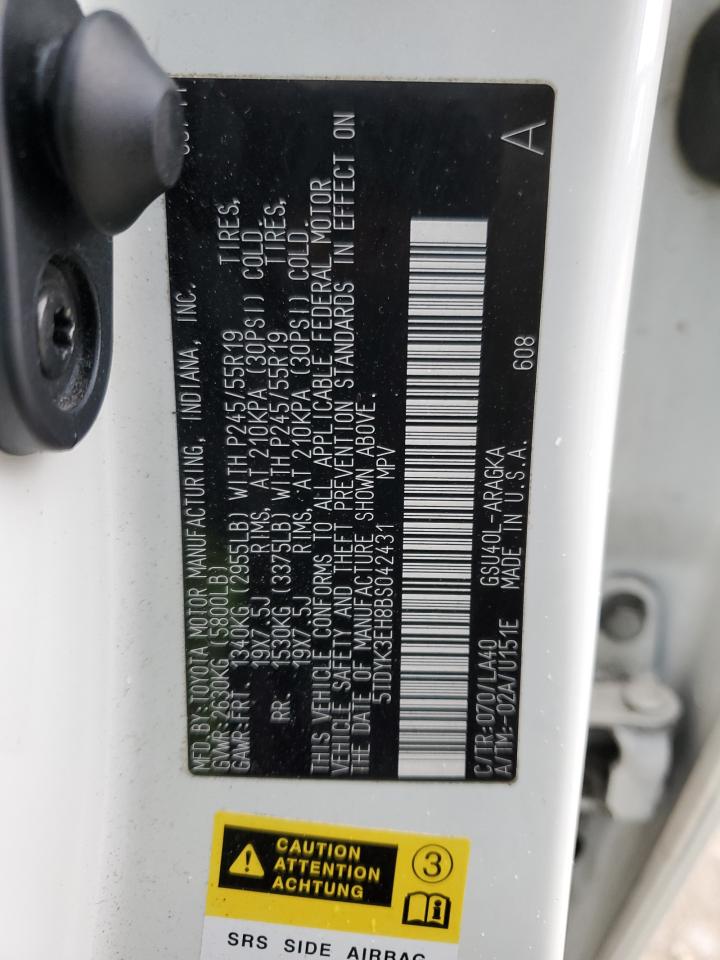 MFD. BY: TOYOTA MOTOR MANUFACTURING, INDIANA, INC.
GVWR: 2630KG (5800LB)
GAWR: FRT. 1340KG (2955LB) WITH P245/55R19 TIRES,
19X7.5J RIMS, AT 210KPA (30PSI) COLD.
RR. 1530KG (3375LB) WITH P245/55R19 TIRES,
19X7.5J RIMS, AT 210KPA (30PSI) COLD.
THIS VEHICLE CONFORMS TO ALL APPLICABLE FEDERAL MOTOR
VEHICLE SAFETY AND THEFT PREVENTION STANDARDS IN EFFECT ON
THE DATE OF MANUFACTURE SHOWN ABOVE.
5TDYK3EH8BS042431 MPV
A
608
C/TR: 070/LA40 GSU40L-ARAGKA
A/TM: -02A/U151E MADE IN U.S.A.
CAUTION
ATTENTION
ACHTUNG
3
SRS SIDE AIRBAG